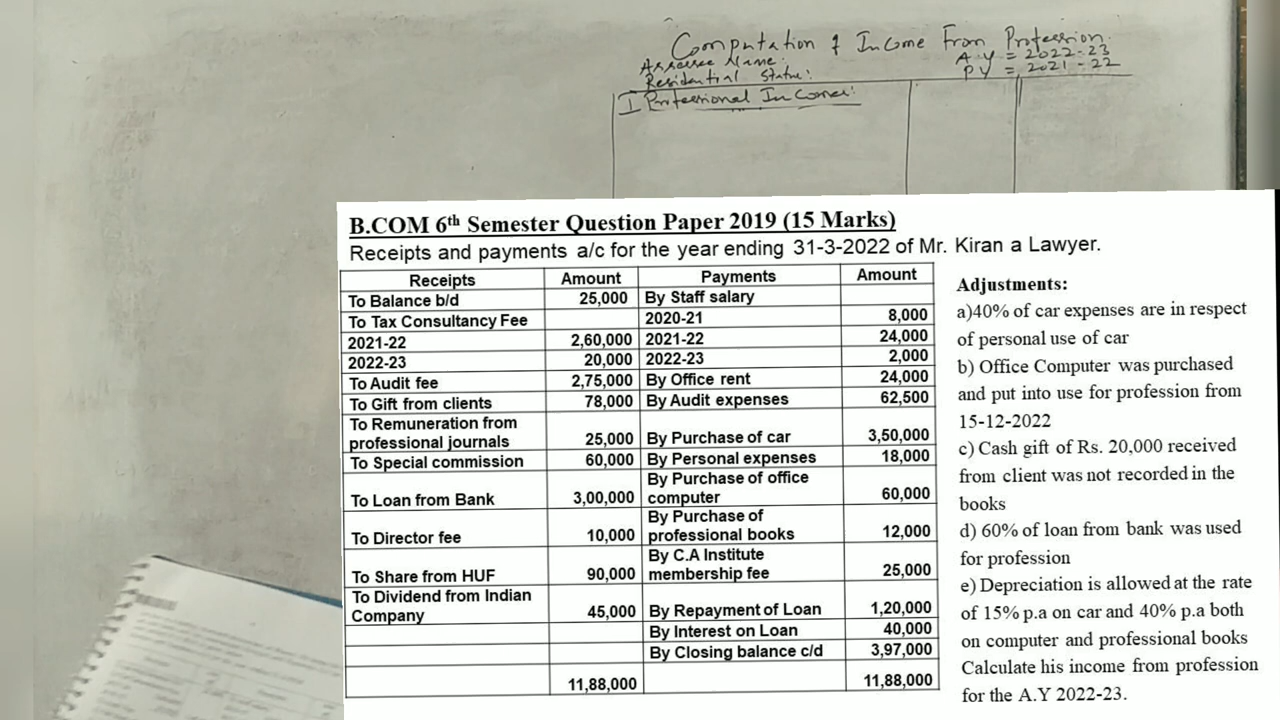 Computation of Income From Profession.
Assessee Name:
A.Y = 2022-23
Residential Status:
PY = 2021-22
I Professional Incomes:
B.COM 6th Semester Question Paper 2019 (15 Marks)
Receipts and payments a/c for the year ending 31-3-2022 of Mr. Kiran a Lawyer.
Receipts Amount Payments Amount
To Balance b/d 25,000 By Staff salary
To Tax Consultancy Fee 2020-21 8,000
2021-22 2,60,000 2021-22 24,000
2022-23 20,000 2022-23 2,000
To Audit fee 2,75,000 By Office rent 24,000
To Gift from clients 78,000 By Audit expenses 62,500
To Remuneration from
professional journals 25,000 By Purchase of car 3,50,000
To Special commission 60,000 By Personal expenses 18,000
By Purchase of office
To Loan from Bank 3,00,000 computer 60,000
By Purchase of
To Director fee 10,000 professional books 12,000
By C.A Institute
To Share from HUF 90,000 membership fee 25,000
To Dividend from Indian
Company 45,000 By Repayment of Loan 1,20,000
By Interest on Loan 40,000
By Closing balance c/d 3,97,000
11,88,000 11,88,000
Adjustments:
a)40% of car expenses are in respect
of personal use of car
b) Office Computer was purchased
and put into use for profession from
15-12-2022
c) Cash gift of Rs. 20,000 received
from client was not recorded in the
books
d) 60% of loan from bank was used
for profession
e) Depreciation is allowed at the rate
of 15% p.a on car and 40% p.a both
on computer and professional books
Calculate his income from profession
for the A.Y 2022-23.